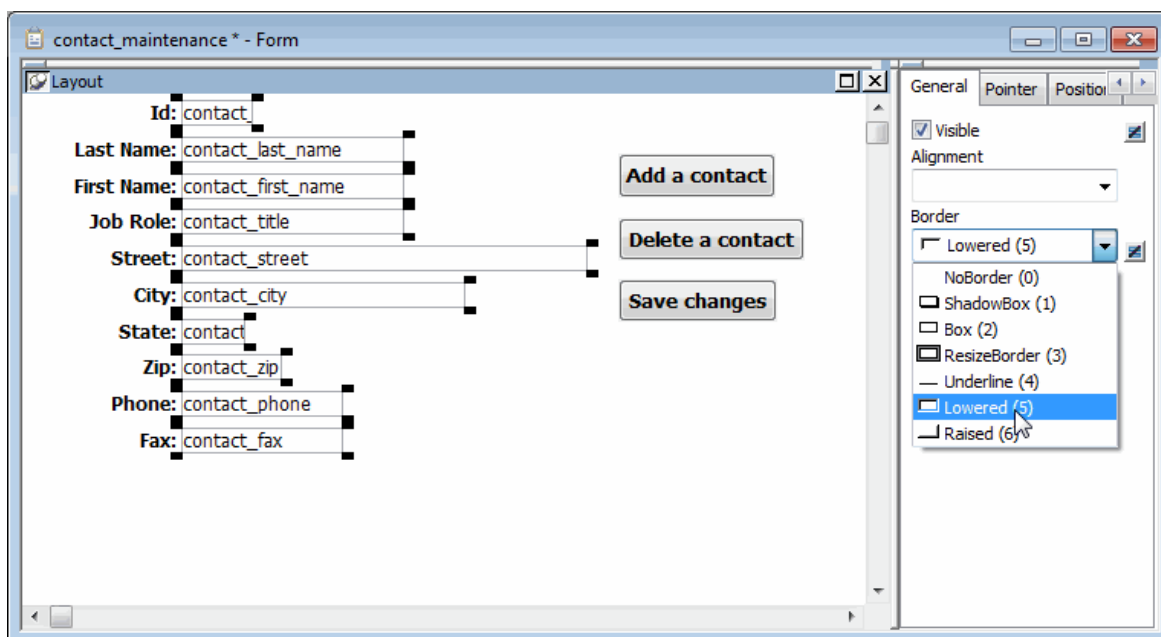 contact_maintenance * - Form
Layout
Id: contact_
Last Name: contact_last_name
First Name: contact_first_name
Job Role: contact_title
Street: contact_street
City: contact_city
State: contact
Zip: contact_zip
Phone: contact_phone
Fax: contact_fax
Add a contact
Delete a contact
Save changes
General Pointer Position
Visible
Alignment
Border
Lowered (5)
NoBorder (0)
ShadowBox (1)
Box (2)
ResizeBorder (3)
Underline (4)
Lowered (5)
Raised (6)